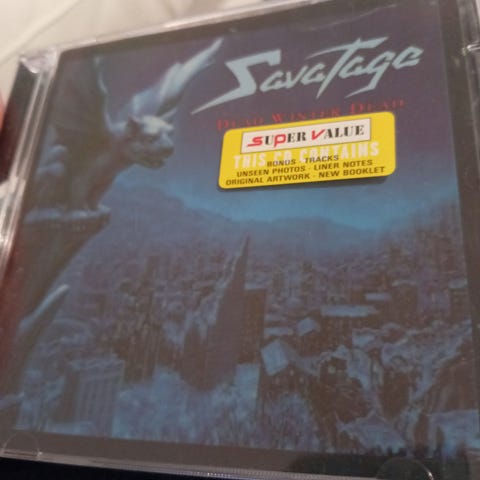 Savatage
DEAD WINTER DEAD
SUPER VALUE
THIS CD CONTAINS
BONUS - TRACKS
UNSEEN PHOTOS - LINER NOTES
ORIGINAL ARTWORK - NEW BOOKLET